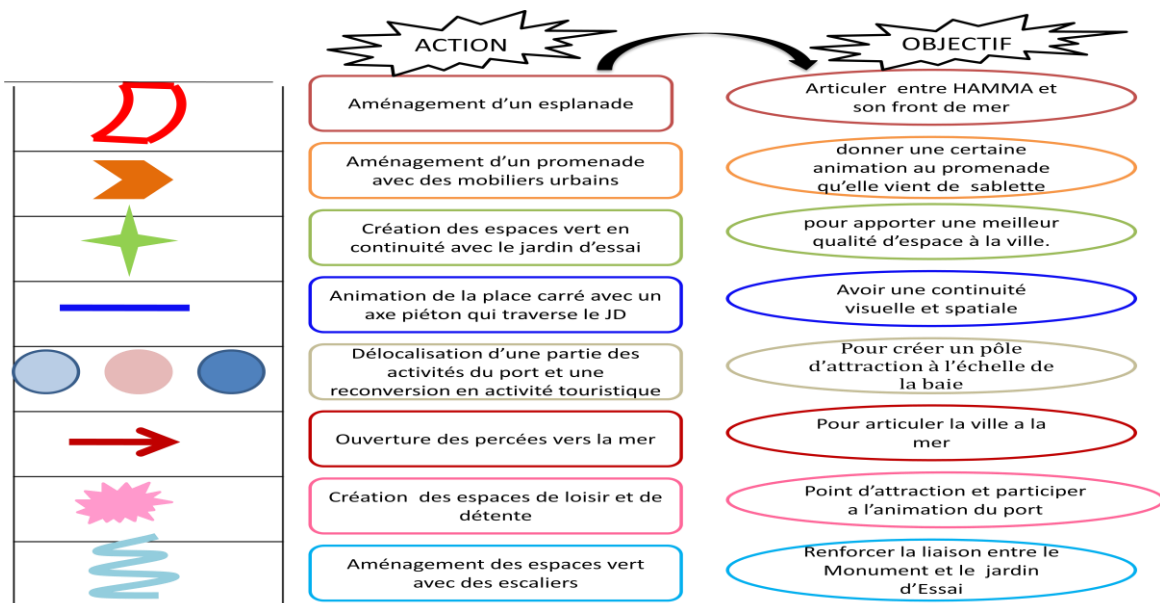 ACTION
OBJECTIF
Aménagement d'un esplanade
Articuler entre HAMMA et
son front de mer
Aménagement d'un promenade
avec des mobiliers urbains
donner une certaine
animation au promenade
qu'elle vient de sablette
Création des espaces vert en
continuité avec le jardin d'essai
pour apporter une meilleur
qualité d'espace à la ville.
Animation de la place carré avec un
axe piéton qui traverse le JD
Avoir une continuité
visuelle et spatiale
Délocalisation d'une partie des
activités du port et une
reconversion en activité touristique
Pour créer un pôle
d'attraction à l'échelle de
la baie
Ouverture des percées vers la mer
Pour articuler la ville a la
mer
Création des espaces de loisir et de
détente
Point d'attraction et participer
a l'animation du port
Aménagement des espaces vert
avec des escaliers
Renforcer la liaison entre le
Monument et le jardin
d'Essai